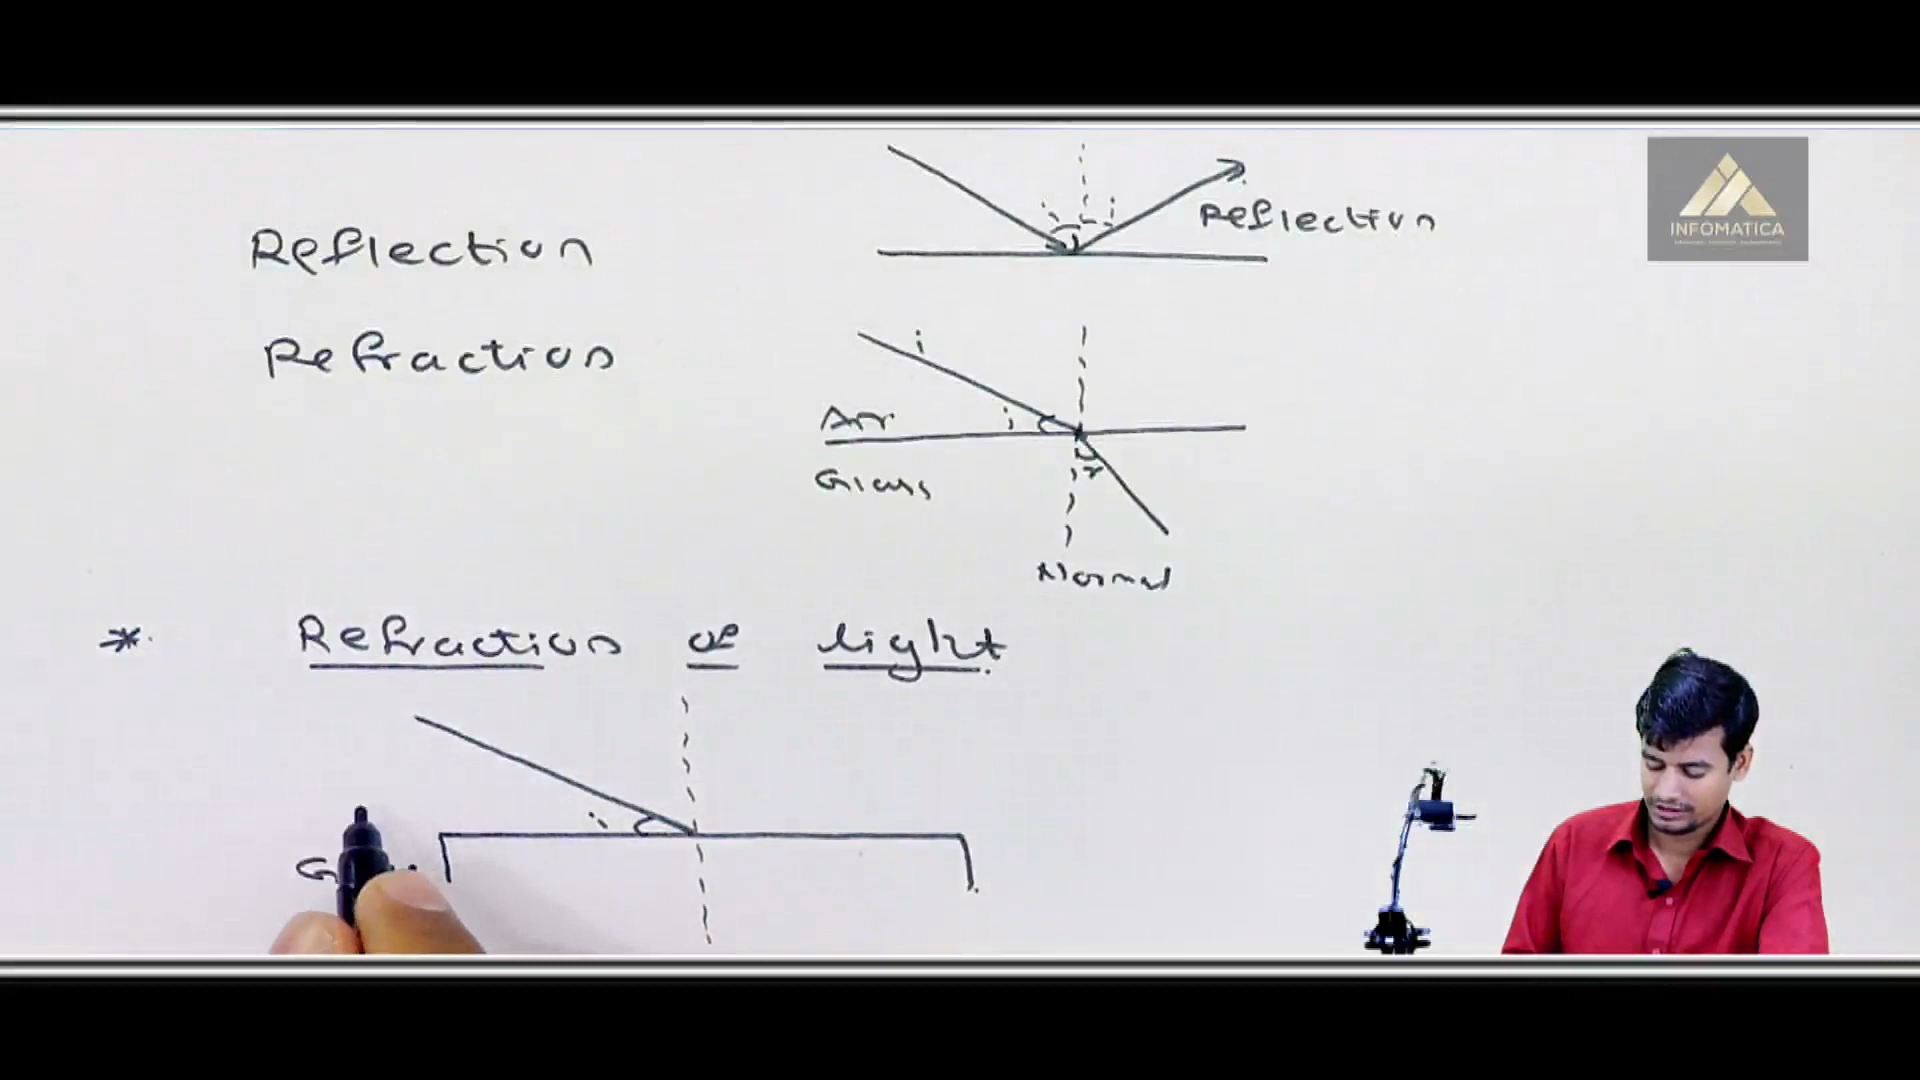 Reflection
Reflection
INFOMATICA
Refraction
i
Air
i
Glass
r
Normal
* Refraction of light
i